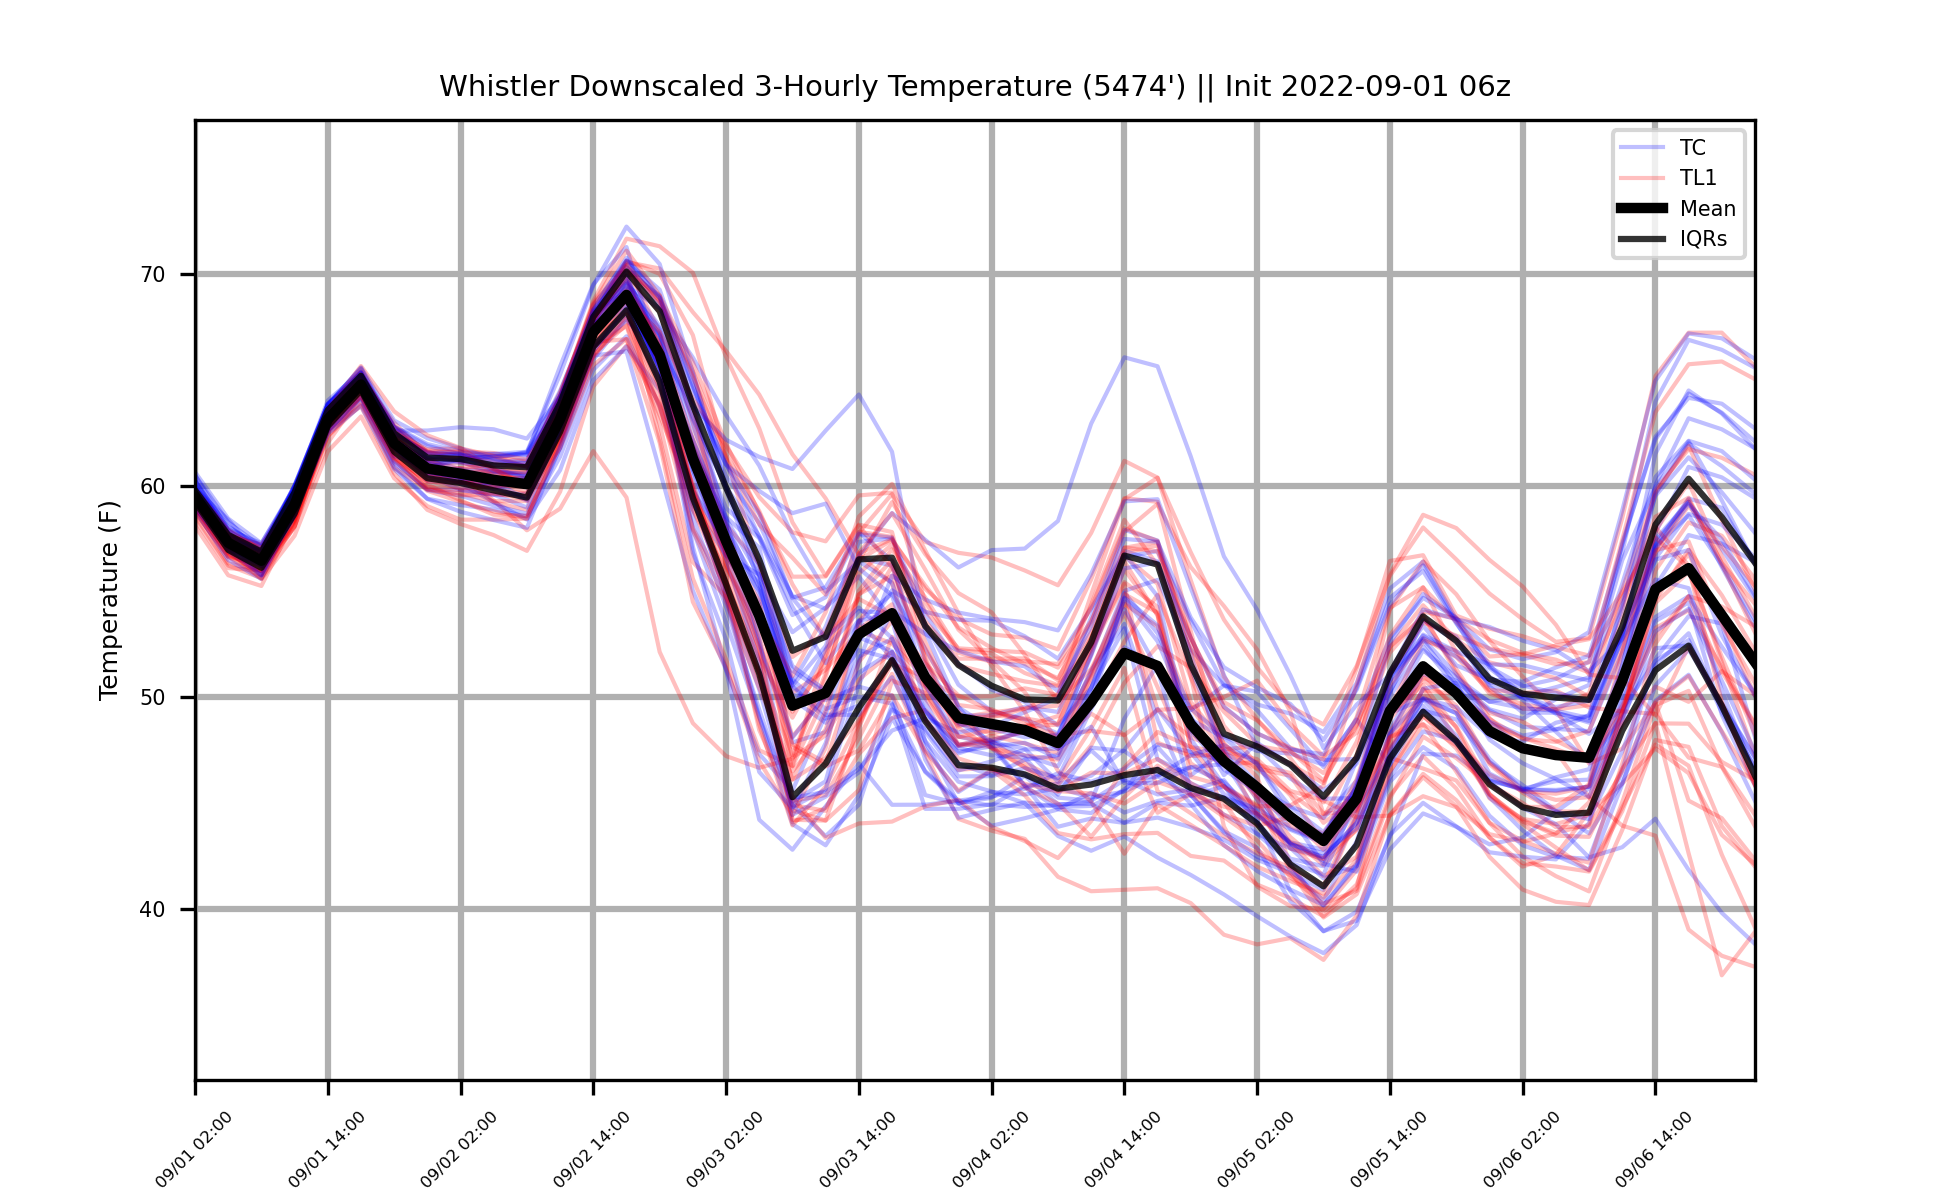 Whistler Downscaled 3-Hourly Temperature (5474') || Init 2022-09-01 06z
TC
TL1
Mean
IQRs
Temperature (F)
70
60
50
40
09/01 02:00
09/01 14:00
09/02 02:00
09/02 14:00
09/03 02:00
09/03 14:00
09/04 02:00
09/04 14:00
09/05 02:00
09/05 14:00
09/06 02:00
09/06 14:00